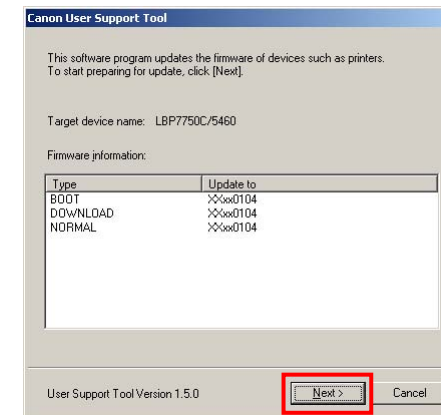 Canon User Support Tool
This software program updates the firmware of devices such as printers.
To start preparing for update, click [Next].
Target device name: LBP7750C/5460
Firmware information:
Type Update to
BOOT XXxx0104
DOWNLOAD XXxx0104
NORMAL XXxx0104
User Support Tool Version 1.5.0 Next > Cancel